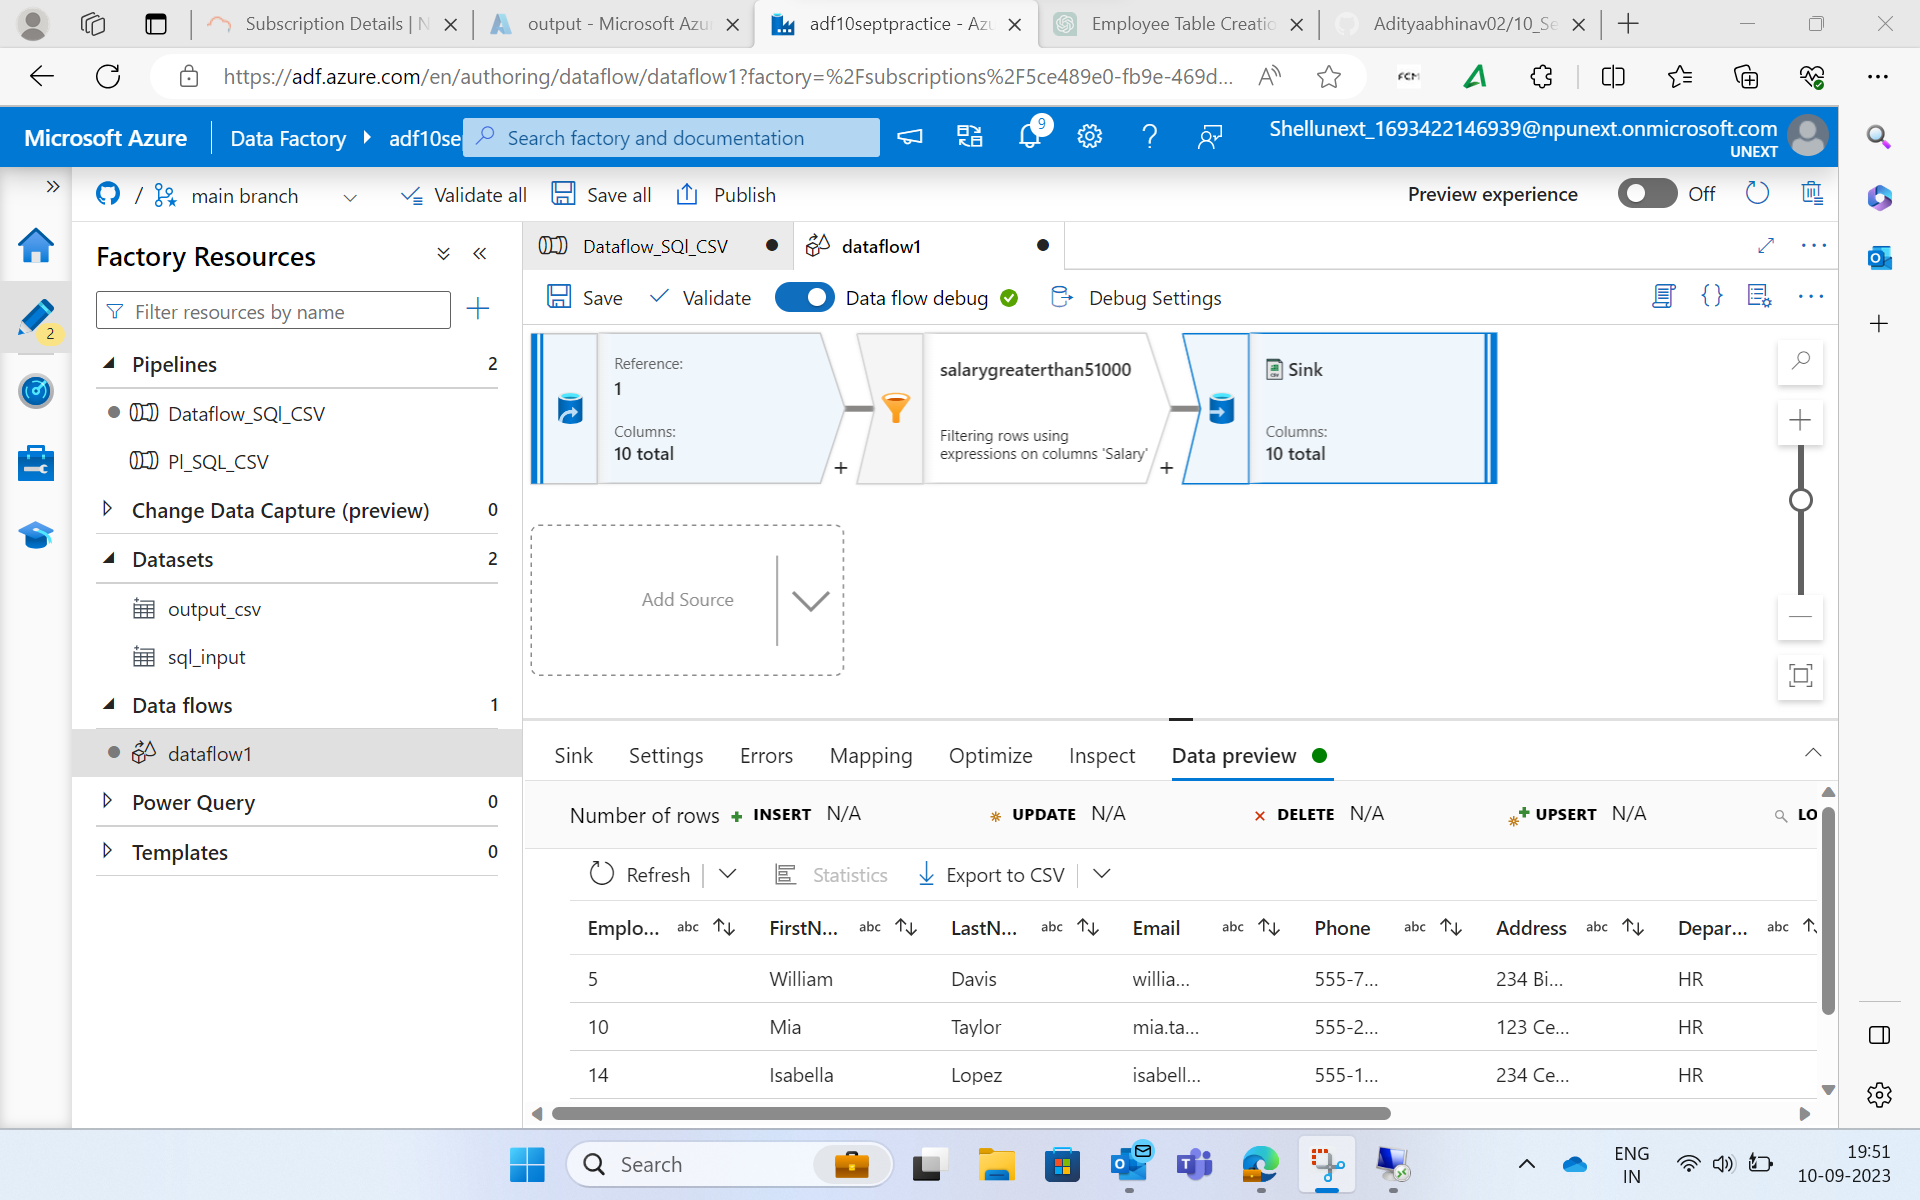 Subscription Details | N
output - Microsoft Azur
adf10septpractice - Azu
Employee Table Creatio
Adityaabhinav02/10_Se
https://adf.azure.com/en/authoring/dataflow/dataflow1?factory=%2Fsubscriptions%2F5ce489e0-fb9e-469d...
FCM
Microsoft Azure
Data Factory
adf10se
Search factory and documentation
9
Shellunext_1693422146939@npunext.onmicrosoft.com
UNEXT
/ main branch
Validate all
Save all
Publish
Preview experience
Off
2
Factory Resources
Filter resources by name
Pipelines 2
Dataflow_SQl_CSV
Pl_SQL_CSV
Change Data Capture (preview) 0
Datasets 2
output_csv
sql_input
Data flows 1
dataflow1
Power Query 0
Templates 0
Dataflow_SQl_CSV
dataflow1
Save
Validate
Data flow debug
Debug Settings
Reference:
1
Columns:
10 total
+
salarygreaterthan51000
Filtering rows using
expressions on columns 'Salary'
+
Sink
Columns:
10 total
Add Source
Sink Settings Errors Mapping Optimize Inspect Data preview
Number of rows INSERT N/A UPDATE N/A DELETE N/A UPSERT N/A LO
Refresh Statistics Export to CSV
Emplo... abc FirstN... abc LastN... abc Email abc Phone abc Address abc Depar... abc
5 William Davis willia... 555-7... 234 Bi... HR
10 Mia Taylor mia.ta... 555-2... 123 Ce... HR
14 Isabella Lopez isabell... 555-1... 234 Ce... HR
Search
ENG
IN
19:51
10-09-2023